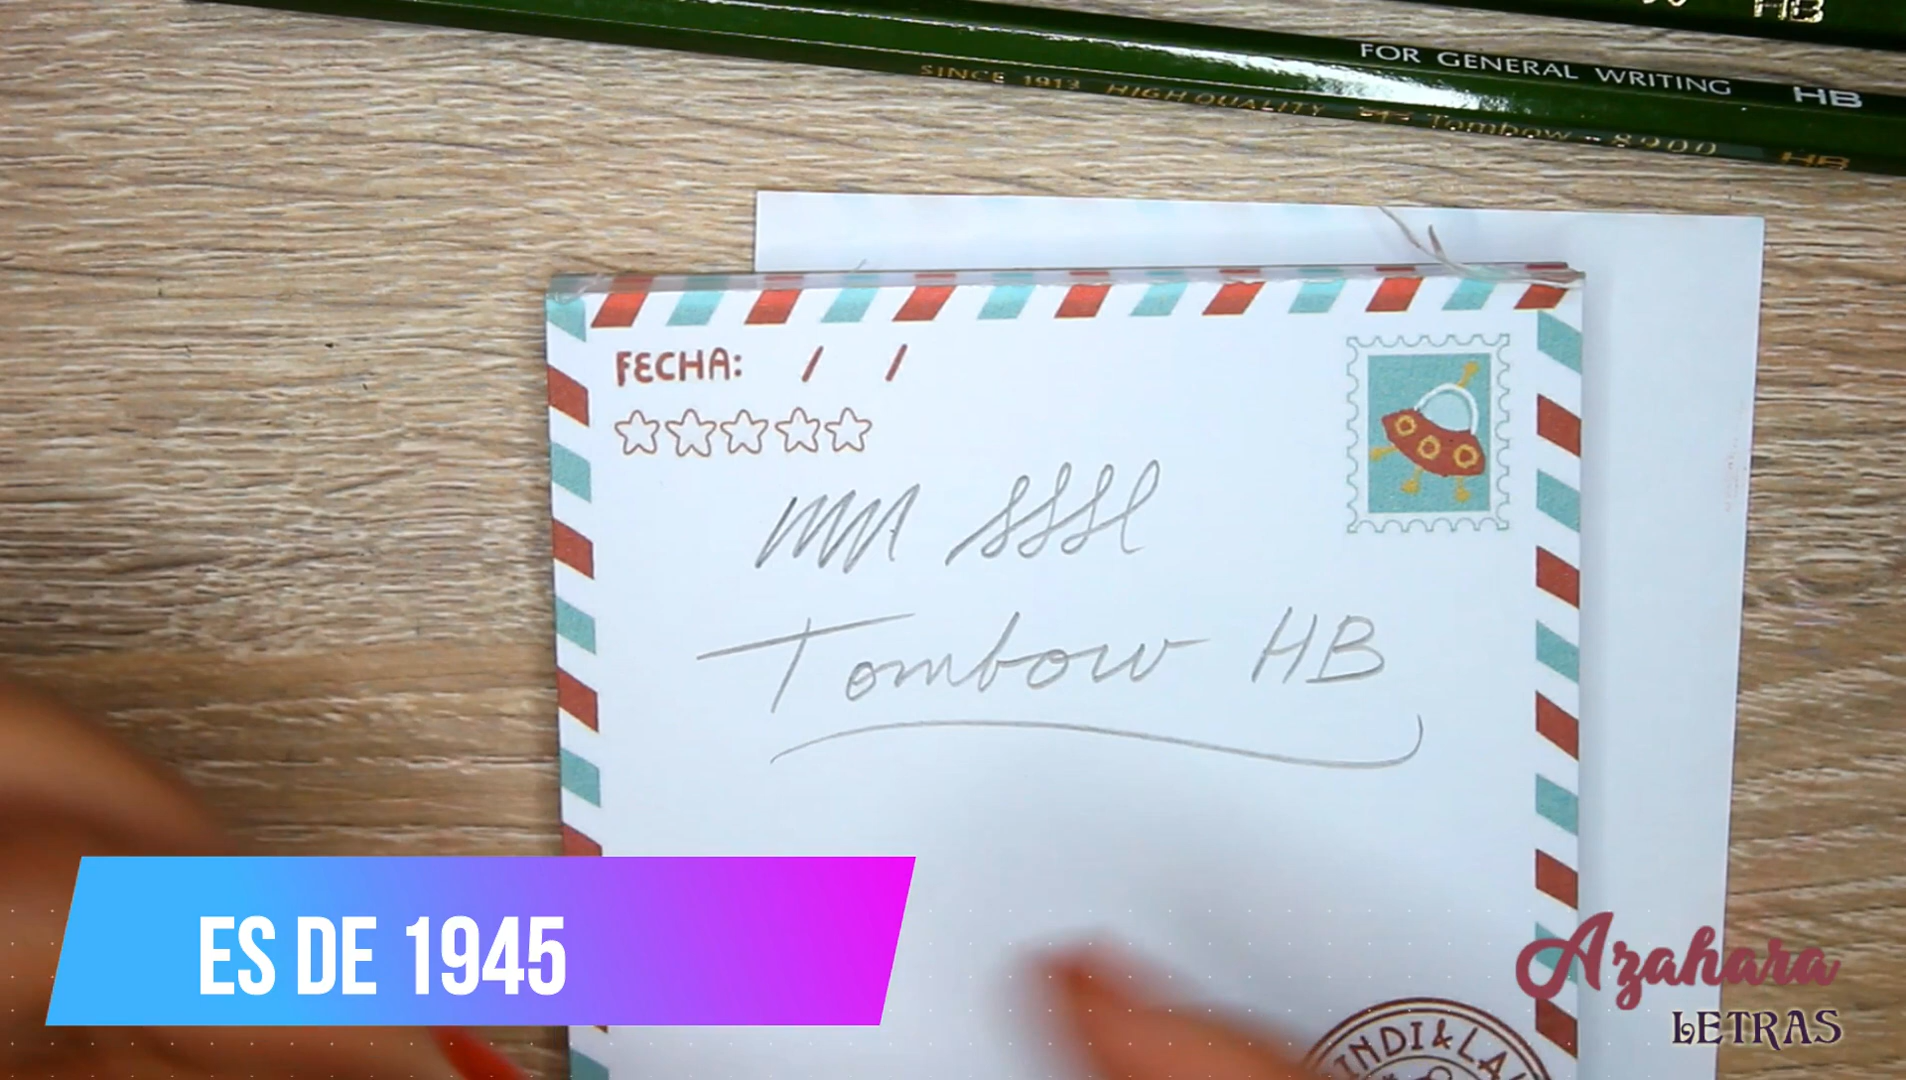 HB
FOR GENERAL WRITING HB
SINCE 1913 HIGH QUALITY Tombow - 8900 HB
FECHA: / /
Tombow HB
ES DE 1945
Azahara
LETRAS